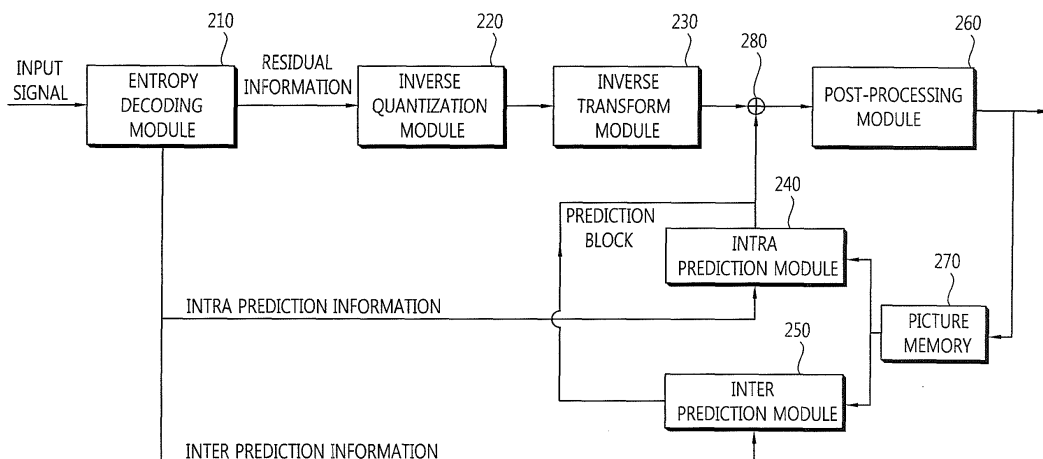 210
220
230
280
260
INPUT
SIGNAL
ENTROPY
DECODING
MODULE
RESIDUAL
INFORMATION
INVERSE
QUANTIZATION
MODULE
INVERSE
TRANSFORM
MODULE
POST-PROCESSING
MODULE
PREDICTION
BLOCK
240
INTRA
PREDICTION MODULE
270
PICTURE
MEMORY
INTRA PREDICTION INFORMATION
250
INTER
PREDICTION MODULE
INTER PREDICTION INFORMATION